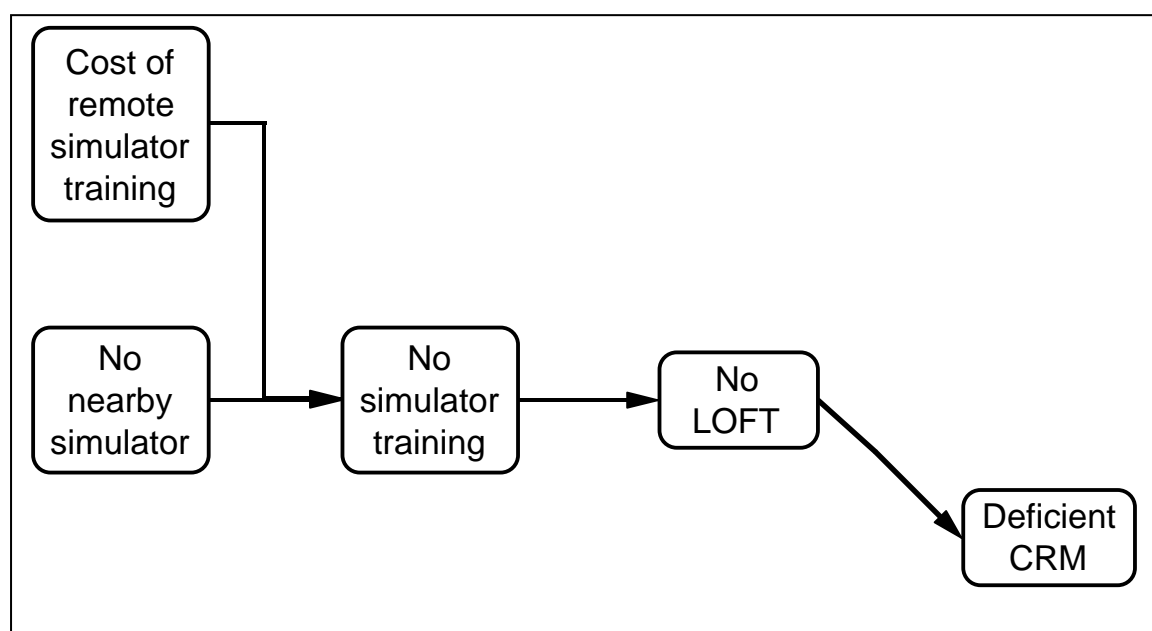 Cost of
remote
simulator
training
No
nearby
simulator
No
simulator
training
No
LOFT
Deficient
CRM